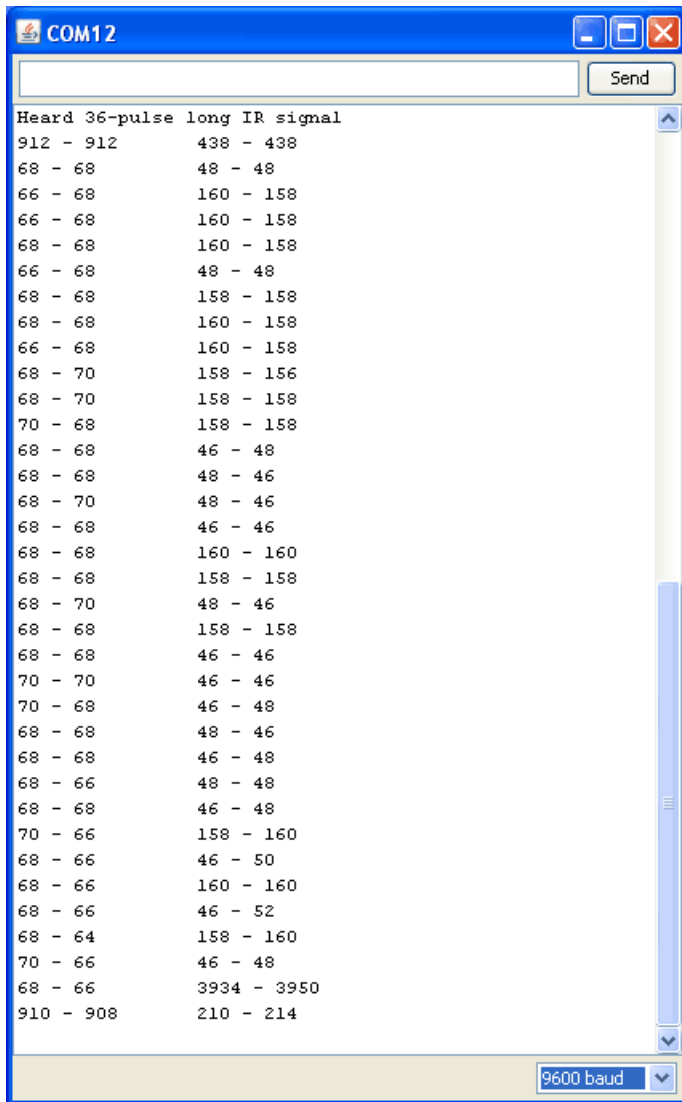 COM12
Send
Heard 36-pulse long IR signal
912 - 912 438 - 438
68 - 68 48 - 48
66 - 68 160 - 158
66 - 68 160 - 158
68 - 68 160 - 158
66 - 68 48 - 48
68 - 68 158 - 158
68 - 68 160 - 158
66 - 68 160 - 158
68 - 70 158 - 156
68 - 70 158 - 158
70 - 68 158 - 158
68 - 68 46 - 48
68 - 68 48 - 46
68 - 70 48 - 46
68 - 68 46 - 46
68 - 68 160 - 160
68 - 68 158 - 158
68 - 70 48 - 46
68 - 68 158 - 158
68 - 68 46 - 46
70 - 70 46 - 46
70 - 68 46 - 48
68 - 68 48 - 46
68 - 68 46 - 48
68 - 66 48 - 48
68 - 68 46 - 48
70 - 66 158 - 160
68 - 66 46 - 50
68 - 66 160 - 160
68 - 66 46 - 52
68 - 64 158 - 160
70 - 66 46 - 48
68 - 66 3934 - 3950
910 - 908 210 - 214
9600 baud